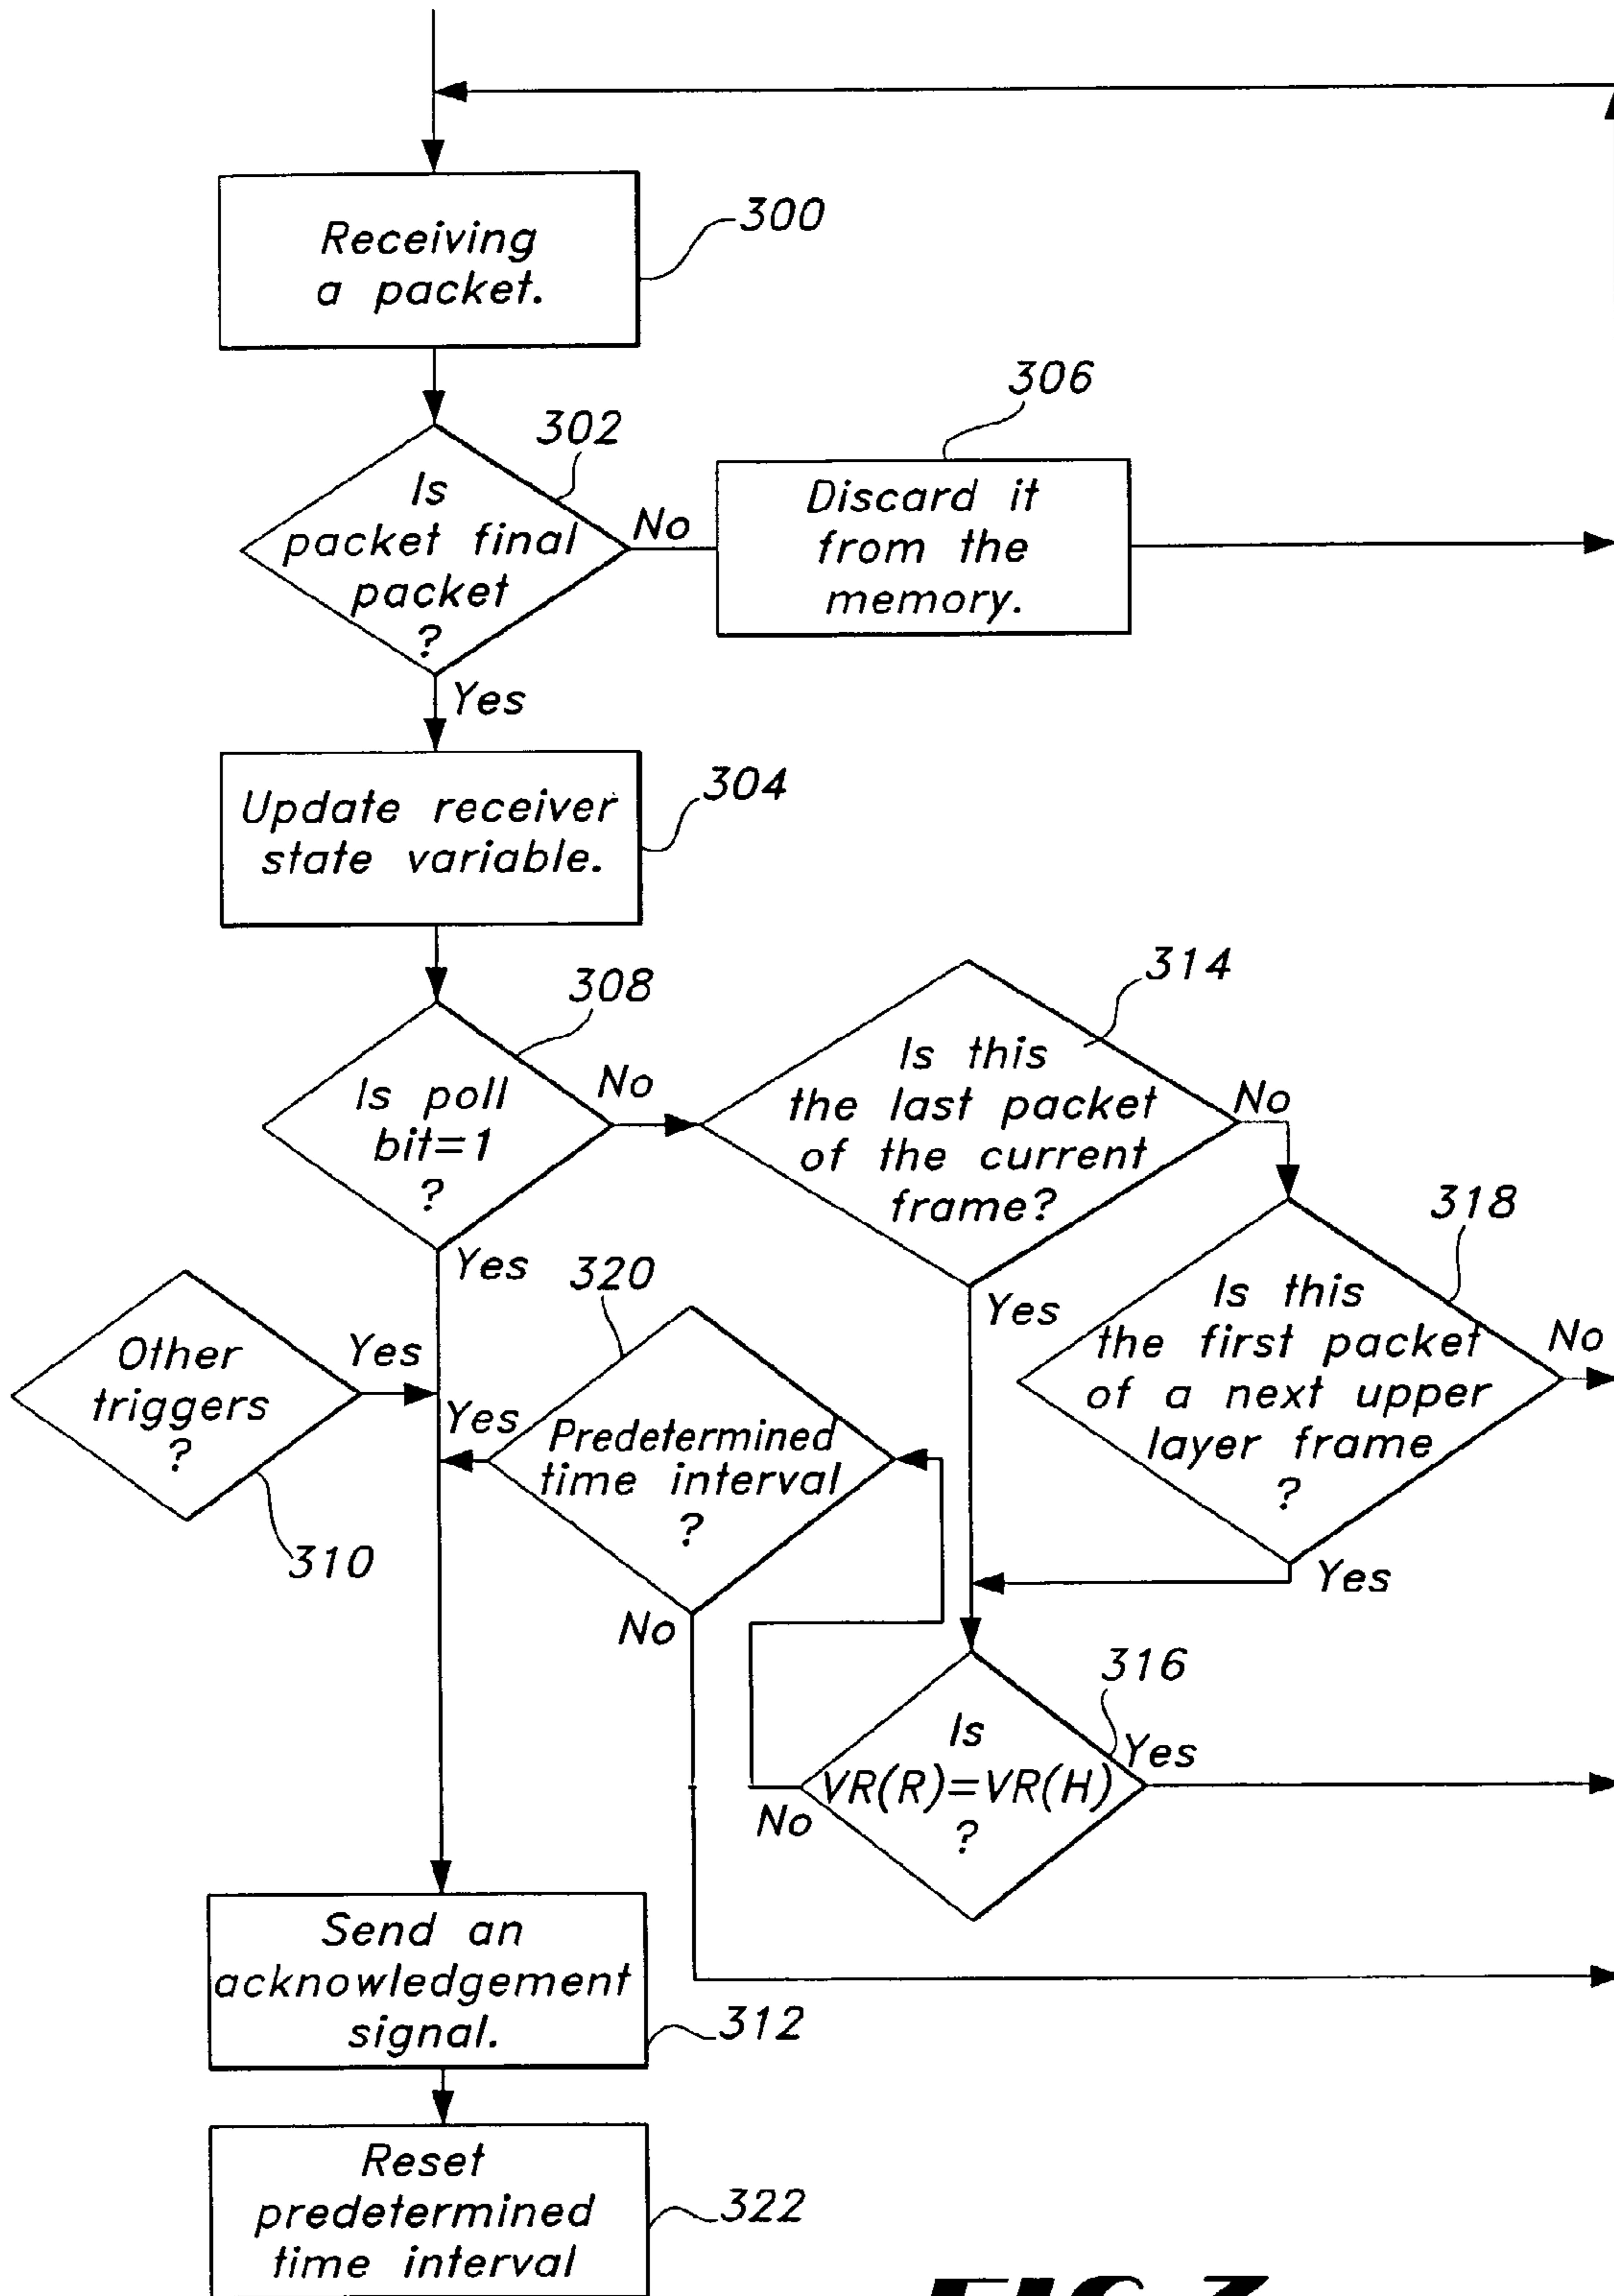 Receiving
a packet.
300
302
Is
packet final
packet
?
No
Yes
306
Discard it
from the
memory.
Update receiver
state variable.
304
308
Is poll
bit=1
?
No
Yes
314
Is this
the last packet
of the current
frame?
No
Yes
318
Is this
the first packet
of a next upper
layer frame
?
No
Yes
Other
triggers
?
Yes
310
320
Predetermined
time interval
?
Yes
No
316
Is
VR(R)=VR(H)
?
Yes
No
Send an
acknowledgement
signal.
312
Reset
predetermined
time interval
322